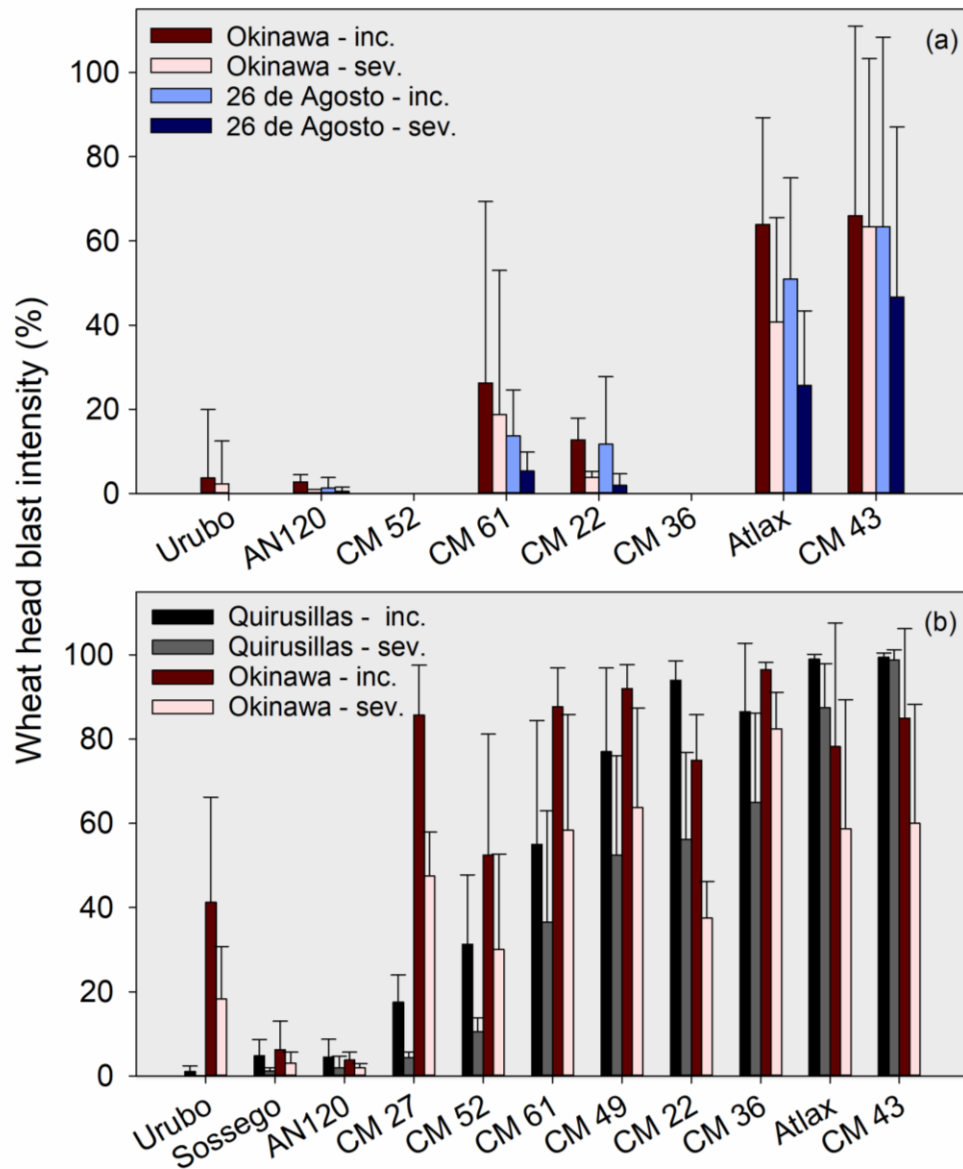 Wheat head blast intensity (%)
(a)
Okinawa - inc.
Okinawa - sev.
26 de Agosto - inc.
26 de Agosto - sev.
100
80
60
40
20
0
Urubo
AN120
CM 52
CM 61
CM 22
CM 36
Atlax
CM 43
(b)
Quirusillas - inc.
Quirusillas - sev.
Okinawa - inc.
Okinawa - sev.
100
80
60
40
20
0
Urubo
Sossego
AN120
CM 27
CM 52
CM 61
CM 49
CM 22
CM 36
Atlax
CM 43